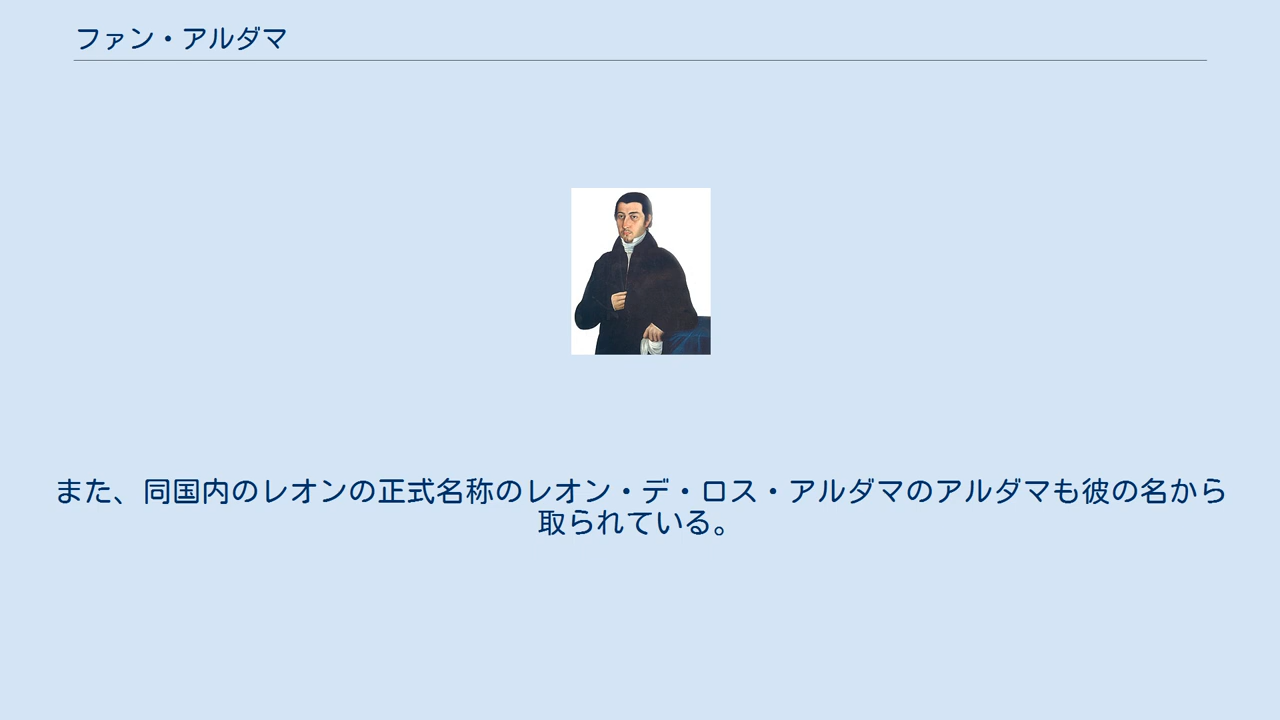 ファン・アルダマ
また、同国内のレオンの正式名称のレオン・デ・ロス・アルダマのアルダマも彼の名から
取られている。